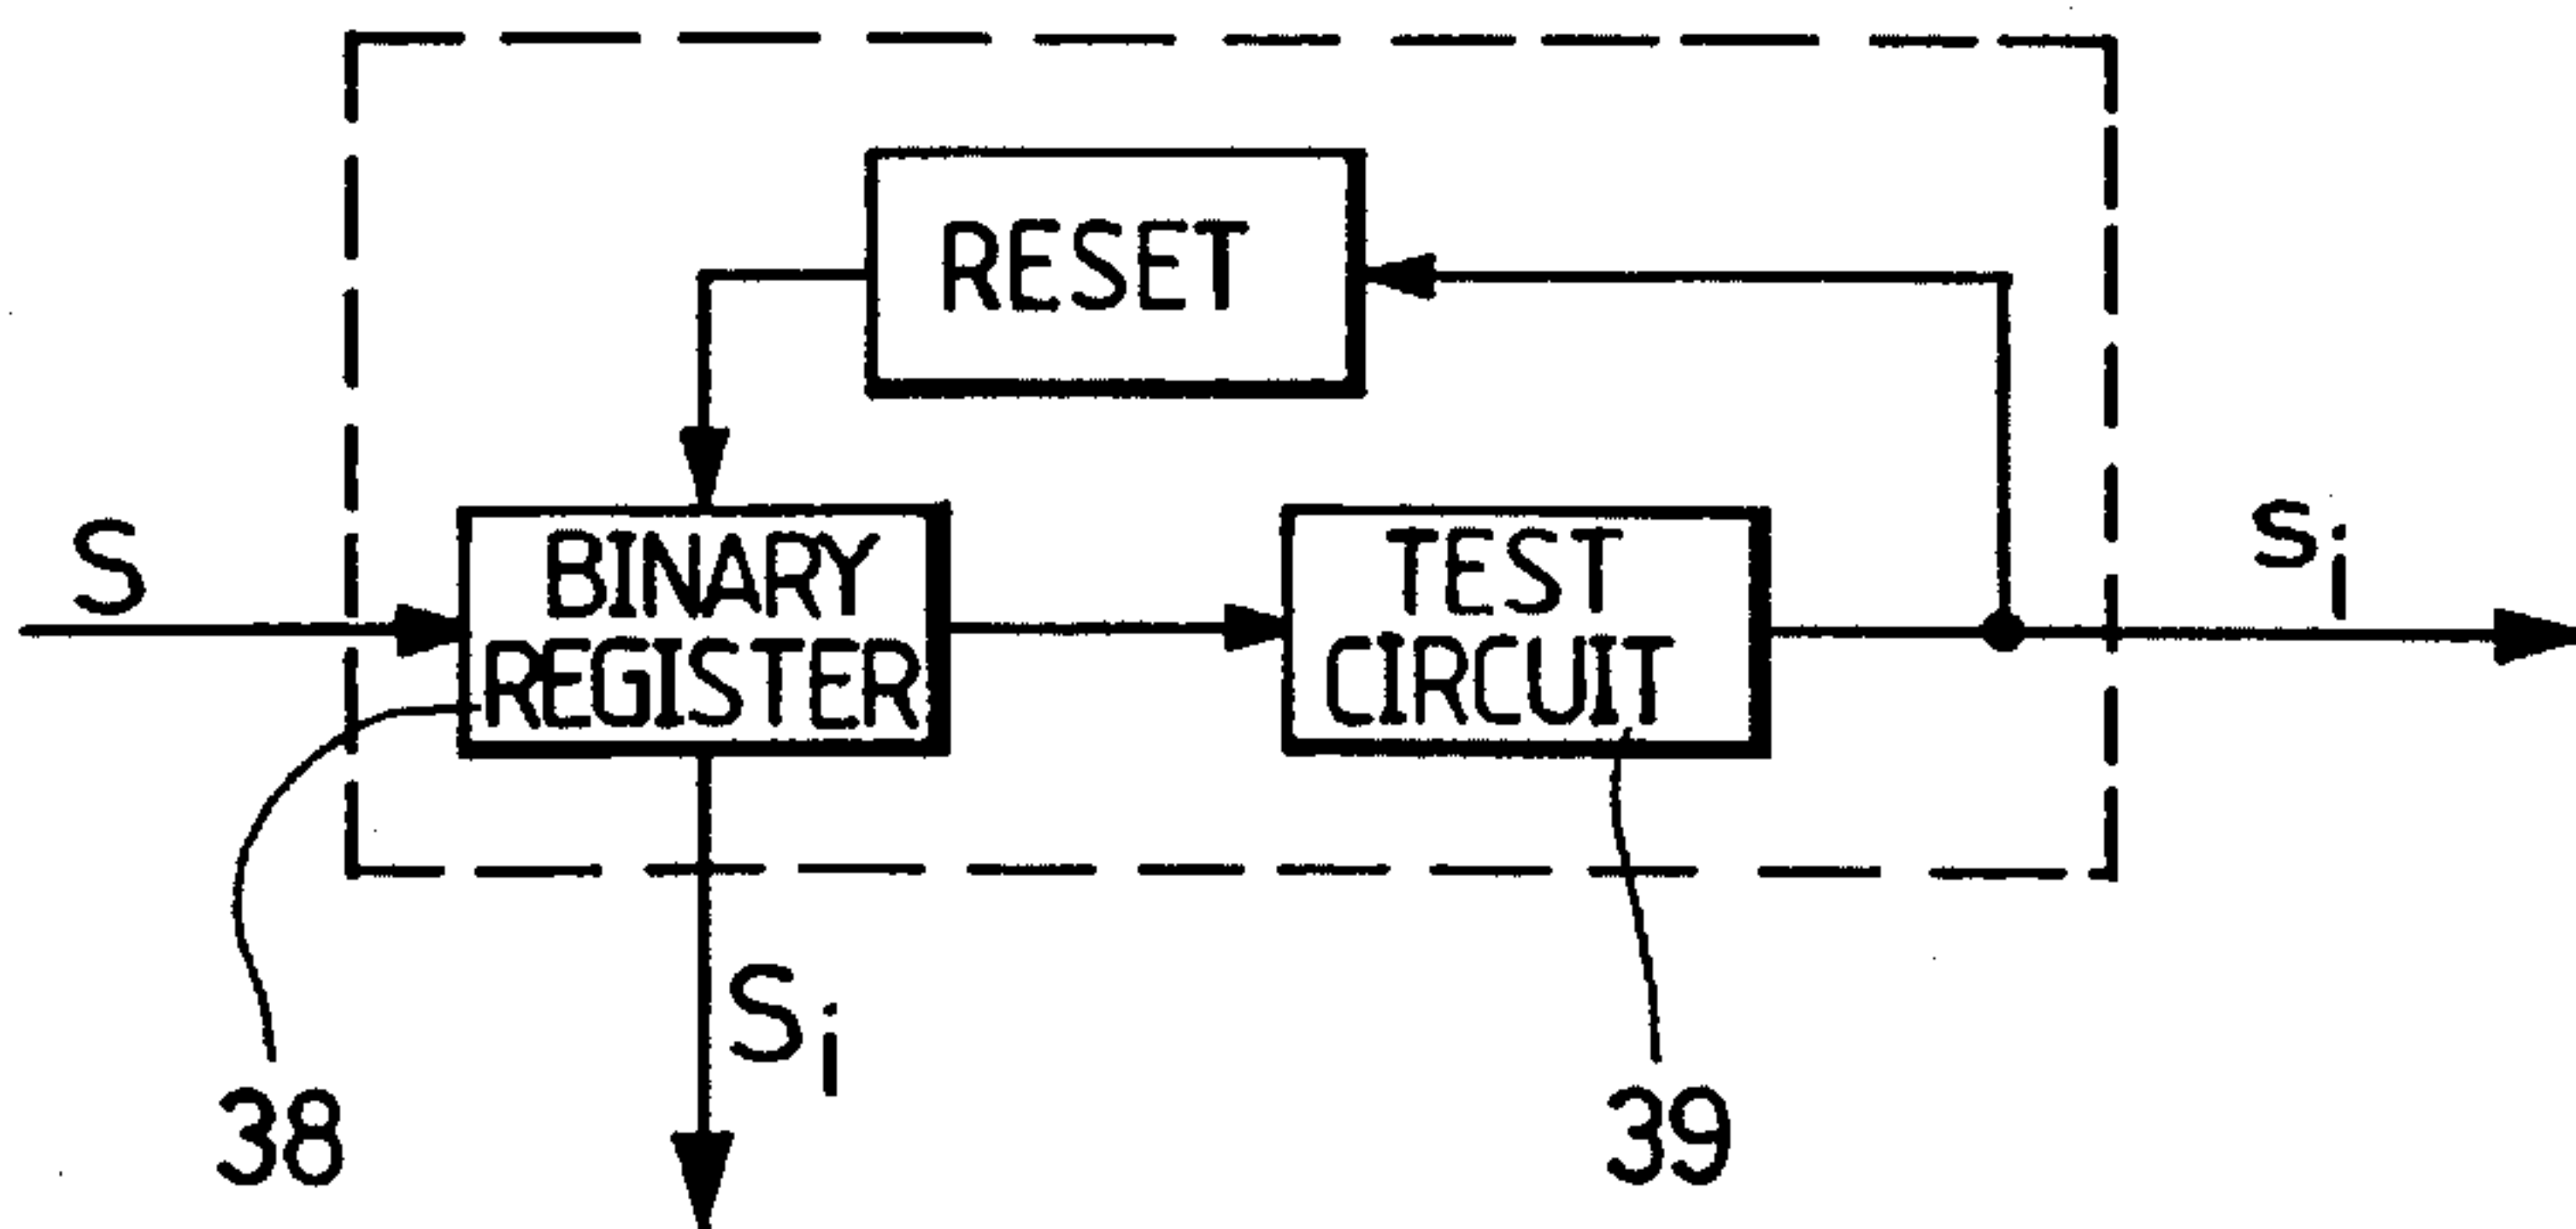 RESET
S
BINARY
REGISTER
TEST
CIRCUIT
si
Si
38
39